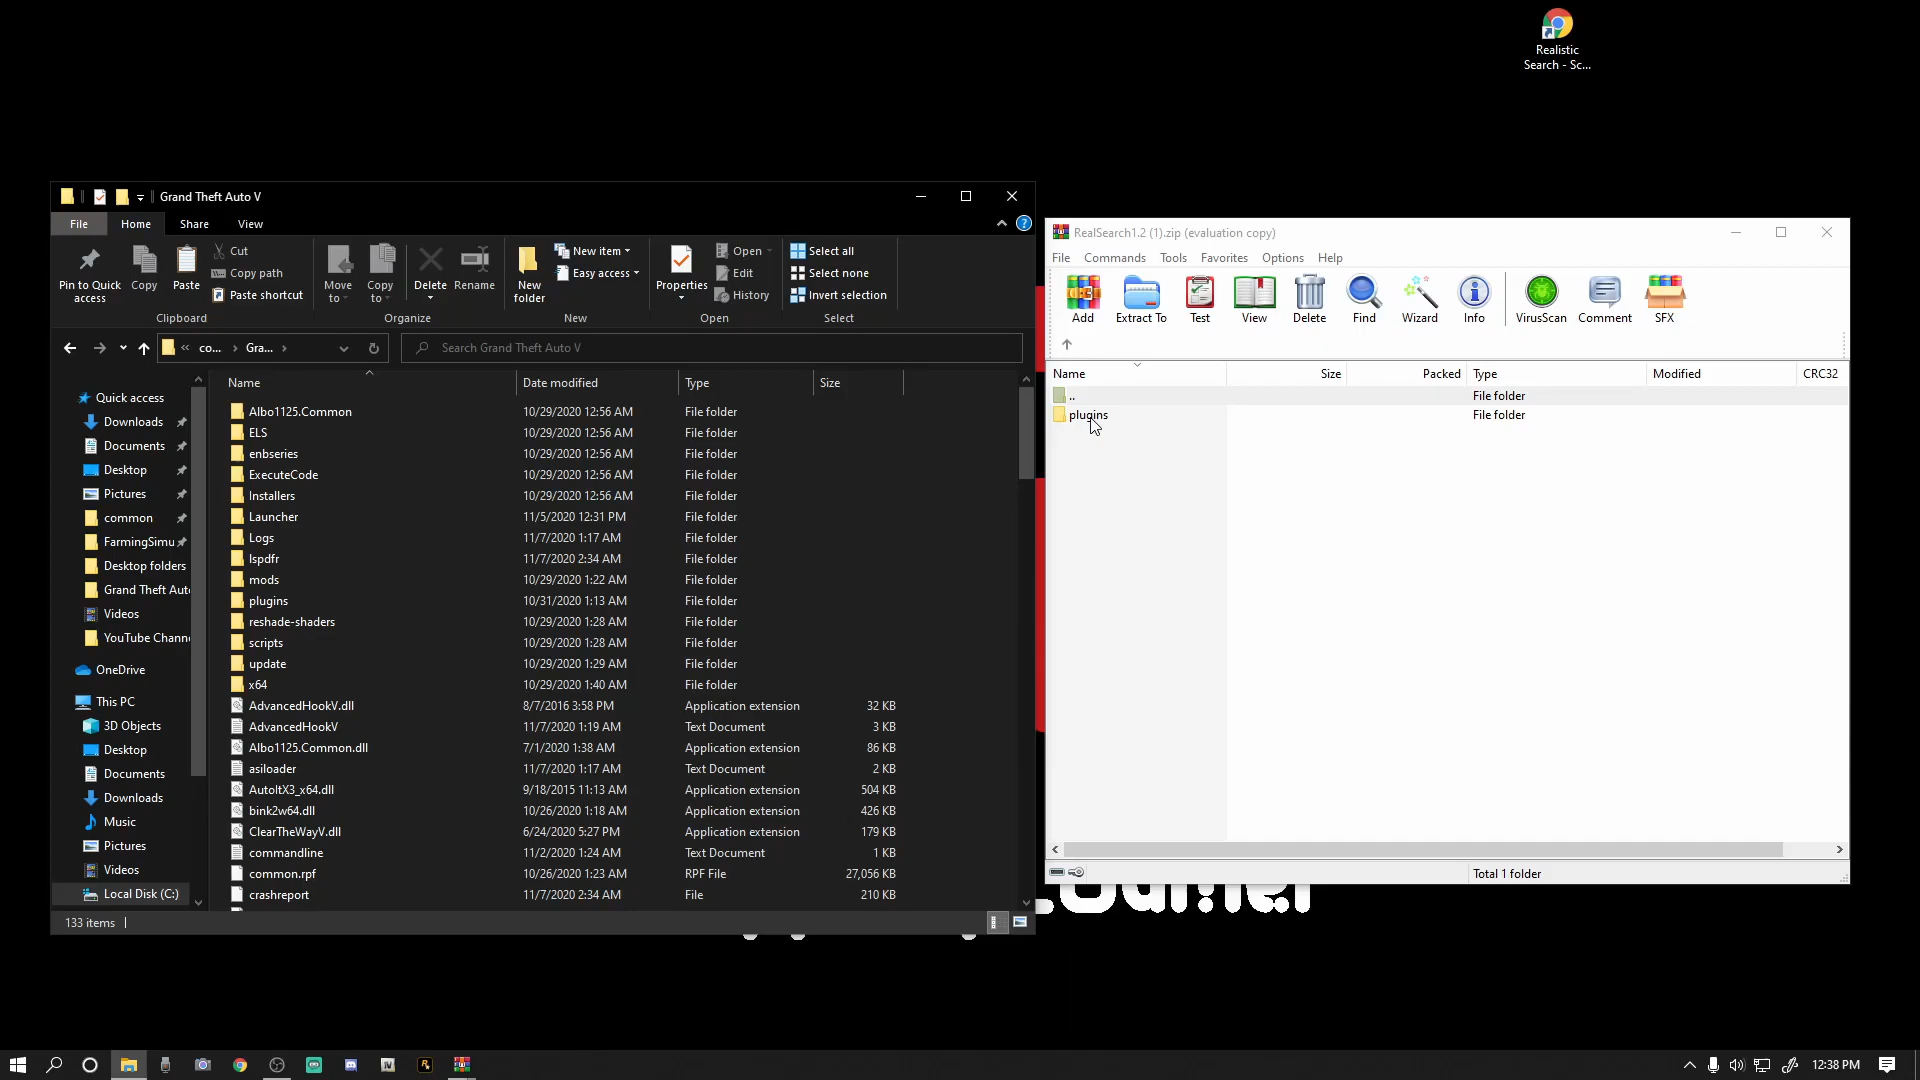 Realistic
Search - Sc...
Grand Theft Auto V
File
Home
Share
View
Pin to Quick
access
Copy
Paste
Cut
Copy path
Paste shortcut
Clipboard
Move
to
Copy
to
Delete
Rename
Organize
New
folder
New item
Easy access
New
Properties
Open
Edit
History
Open
Select all
Select none
Invert selection
Select
co...
Gra...
Search Grand Theft Auto V
Quick access
Downloads
Documents
Desktop
Pictures
common
FarmingSimu
Desktop folders
Grand Theft Aut
Videos
YouTube Chann
OneDrive
This PC
3D Objects
Desktop
Documents
Downloads
Music
Pictures
Videos
Local Disk (C:)
Name Date modified Type Size
Albo1125.Common 10/29/2020 12:56 AM File folder
ELS 10/29/2020 12:56 AM File folder
enbseries 10/29/2020 12:56 AM File folder
ExecuteCode 10/29/2020 12:56 AM File folder
Installers 10/29/2020 12:56 AM File folder
Launcher 11/5/2020 12:31 PM File folder
Logs 11/7/2020 1:17 AM File folder
lspdfr 11/7/2020 2:34 AM File folder
mods 10/29/2020 1:22 AM File folder
plugins 10/31/2020 1:13 AM File folder
reshade-shaders 10/29/2020 1:28 AM File folder
scripts 10/29/2020 1:28 AM File folder
update 10/29/2020 1:29 AM File folder
x64 10/29/2020 1:40 AM File folder
AdvancedHookV.dll 8/7/2016 3:58 PM Application extension 32 KB
AdvancedHookV 11/7/2020 1:19 AM Text Document 3 KB
Albo1125.Common.dll 7/1/2020 1:38 AM Application extension 86 KB
asiloader 11/7/2020 1:17 AM Text Document 2 KB
AutoItX3_x64.dll 9/18/2015 11:13 AM Application extension 504 KB
bink2w64.dll 10/26/2020 1:18 AM Application extension 426 KB
ClearTheWayV.dll 6/24/2020 5:27 PM Application extension 179 KB
commandline 11/2/2020 1:24 AM Text Document 1 KB
common.rpf 10/26/2020 1:23 AM RPF File 27,056 KB
crashreport 11/7/2020 2:34 AM File 210 KB
133 items
RealSearch1.2 (1).zip (evaluation copy)
File Commands Tools Favorites Options Help
Add
Extract To
Test
View
Delete
Find
Wizard
Info
VirusScan
Comment
SFX
Name Size Packed Type Modified CRC32
.. File folder
plugins File folder
Total 1 folder
12:38 PM